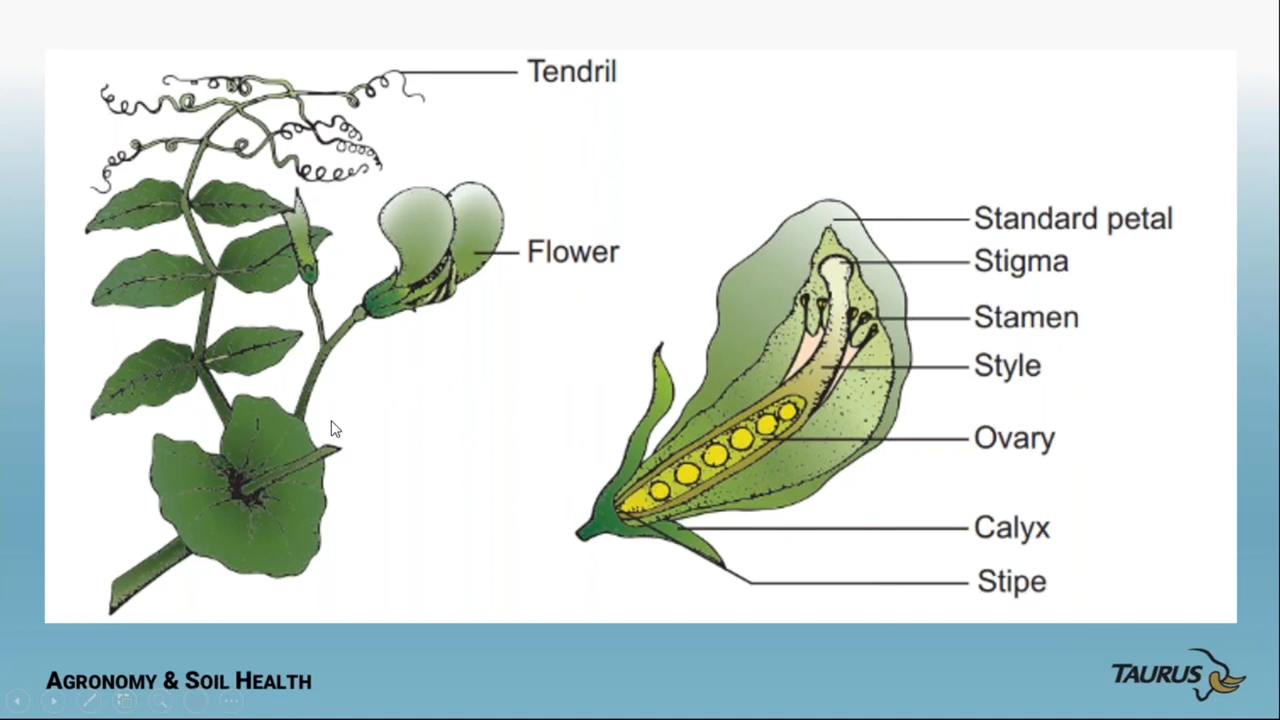 Tendril
Flower
Standard petal
Stigma
Stamen
Style
Ovary
Calyx
Stipe
AGRONOMY & SOIL HEALTH
TAURUS